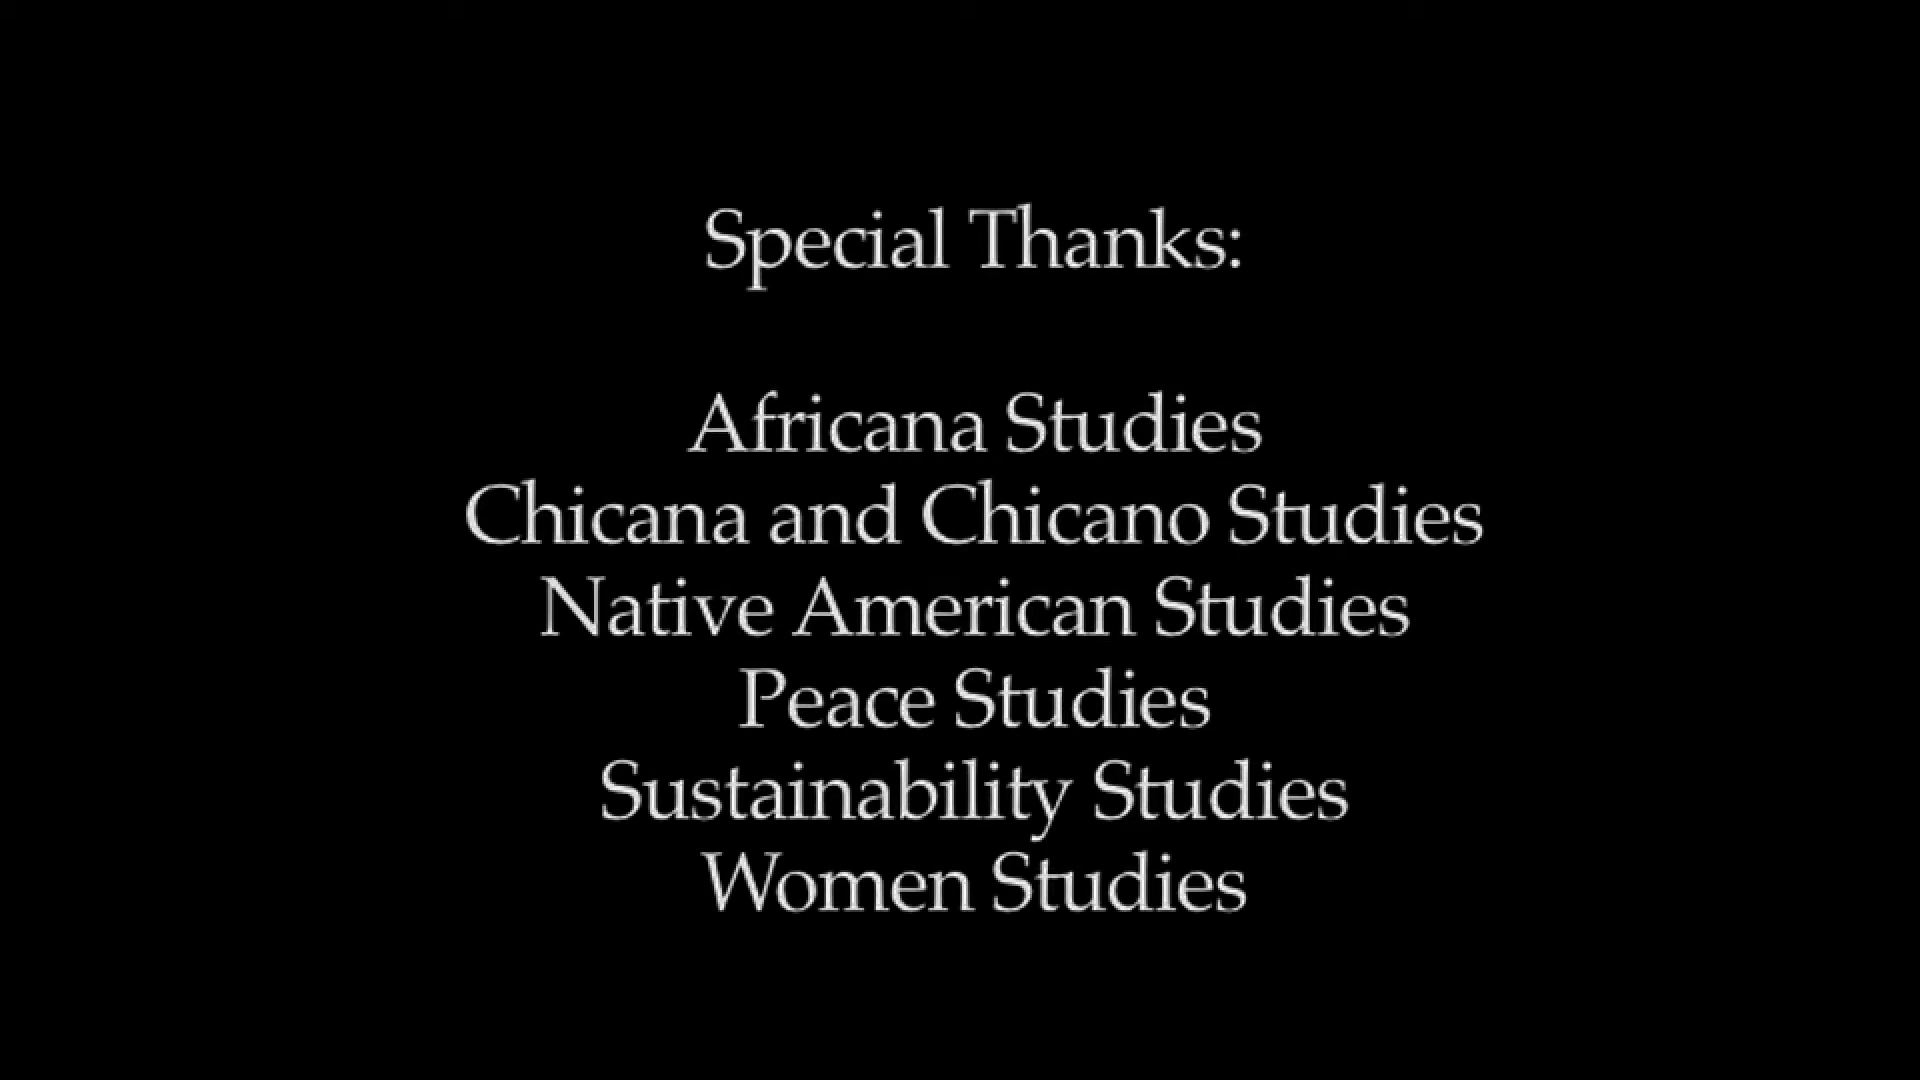 Special Thanks:
Africana Studies
Chicana and Chicano Studies
Native American Studies
Peace Studies
Sustainability Studies
Women Studies